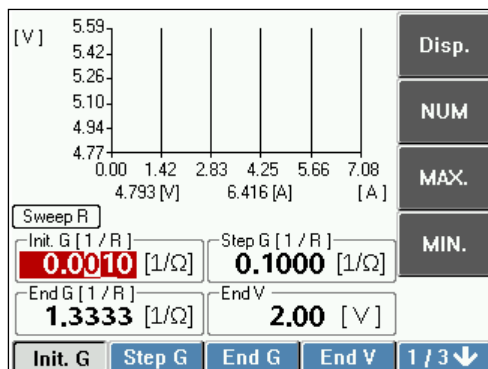 [V]
5.59
5.42
5.26
5.10
4.94
4.77
0.00 1.42 2.83 4.25 5.66 7.08
4.793 [V] 6.416 [A] [A]
Disp.
NUM
MAX.
MIN.
Sweep R
Init. G [1/R] Step G [1/R]
0.0010 [1/Ω] 0.1000 [1/Ω]
End G [1/R] End V
1.3333 [1/Ω] 2.00 [V]
Init. G Step G End G End V 1/3